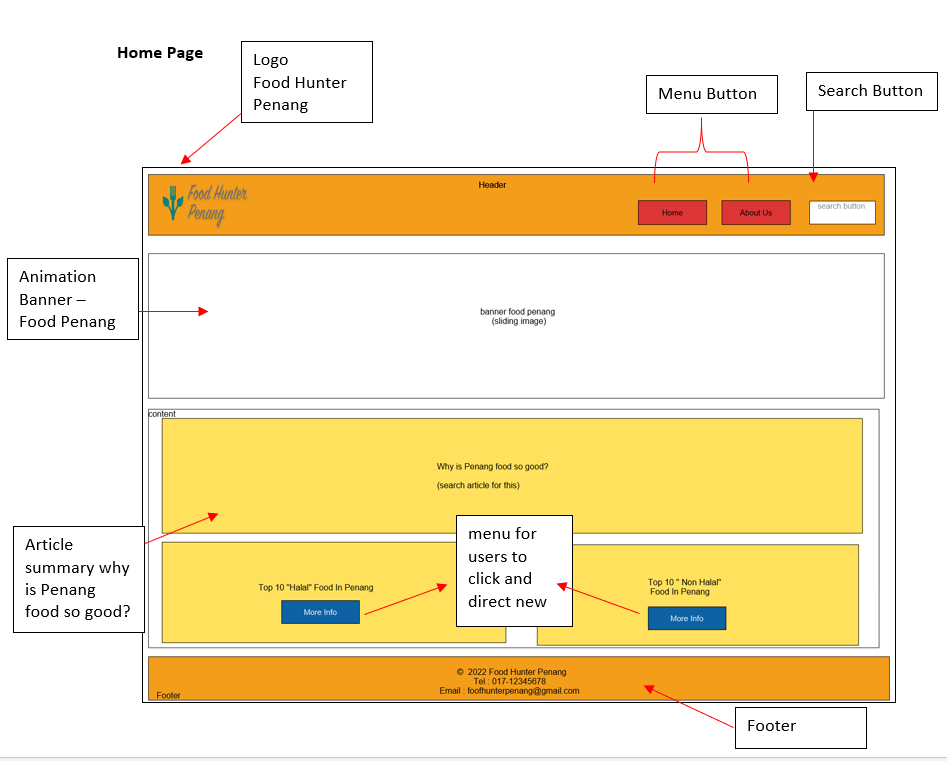 Home Page
Logo
Food Hunter
Penang
Menu Button
Search Button
Header
Food Hunter
Penang
Home
About Us
search button
Animation
Banner –
Food Penang
banner food penang
(sliding image)
content
Why is Penang food so good?
(search article for this)
Article
summary why
is Penang
food so good?
menu for
users to
click and
direct new
Top 10 "Halal" Food In Penang
More Info
Top 10 " Non Halal"
Food In Penang
More Info
© 2022 Food Hunter Penang
Tel : 017-12345678
Email : foofhunterpenang@gmail.com
Footer
Footer